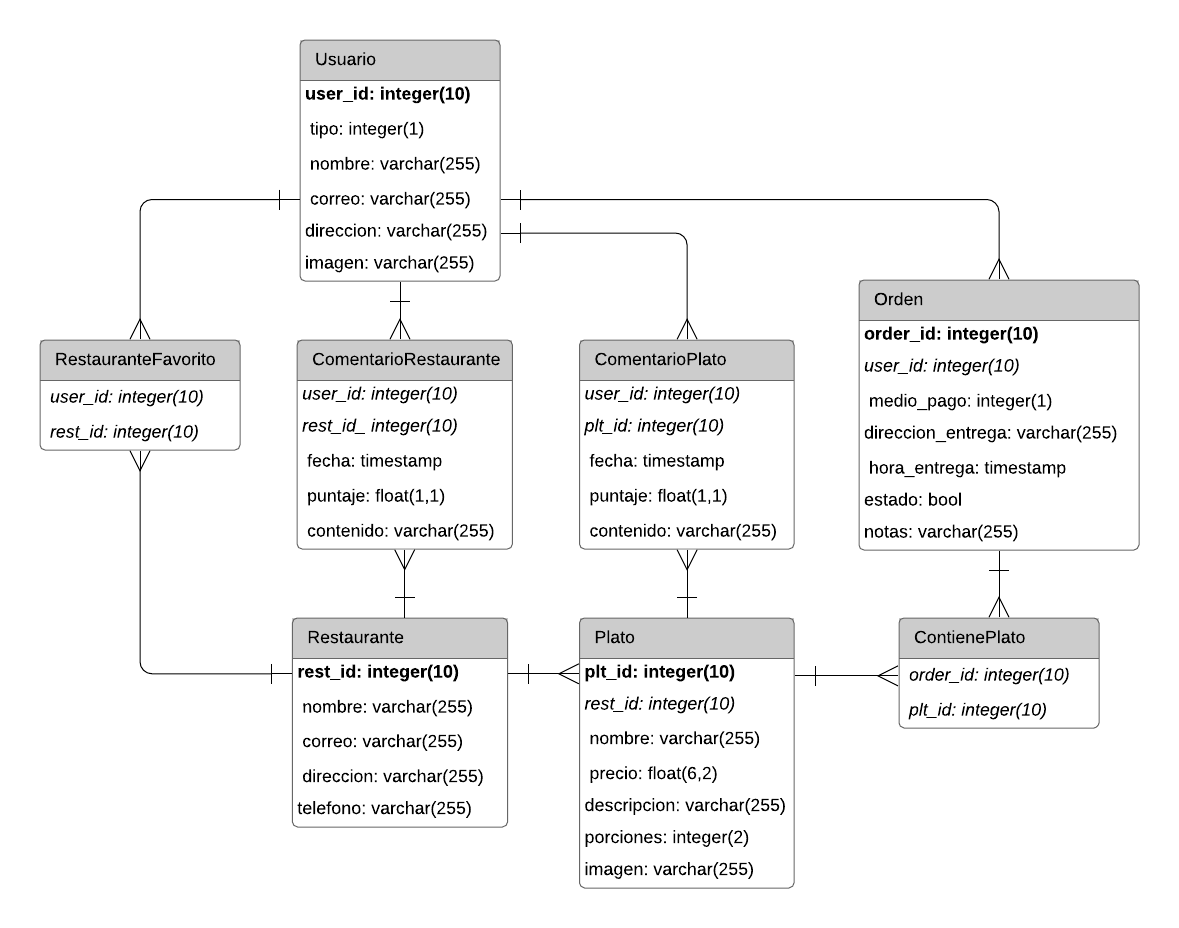 Usuario
user_id: integer(10)
tipo: integer(1)
nombre: varchar(255)
correo: varchar(255)
direccion: varchar(255)
imagen: varchar(255)
RestauranteFavorito
user_id: integer(10)
rest_id: integer(10)
ComentarioRestaurante
user_id: integer(10)
rest_id_ integer(10)
fecha: timestamp
puntaje: float(1,1)
contenido: varchar(255)
ComentarioPlato
user_id: integer(10)
plt_id: integer(10)
fecha: timestamp
puntaje: float(1,1)
contenido: varchar(255)
Orden
order_id: integer(10)
user_id: integer(10)
medio_pago: integer(1)
direccion_entrega: varchar(255)
hora_entrega: timestamp
estado: bool
notas: varchar(255)
Restaurante
rest_id: integer(10)
nombre: varchar(255)
correo: varchar(255)
direccion: varchar(255)
telefono: varchar(255)
Plato
plt_id: integer(10)
rest_id: integer(10)
nombre: varchar(255)
precio: float(6,2)
descripcion: varchar(255)
porciones: integer(2)
imagen: varchar(255)
ContienePlato
order_id: integer(10)
plt_id: integer(10)